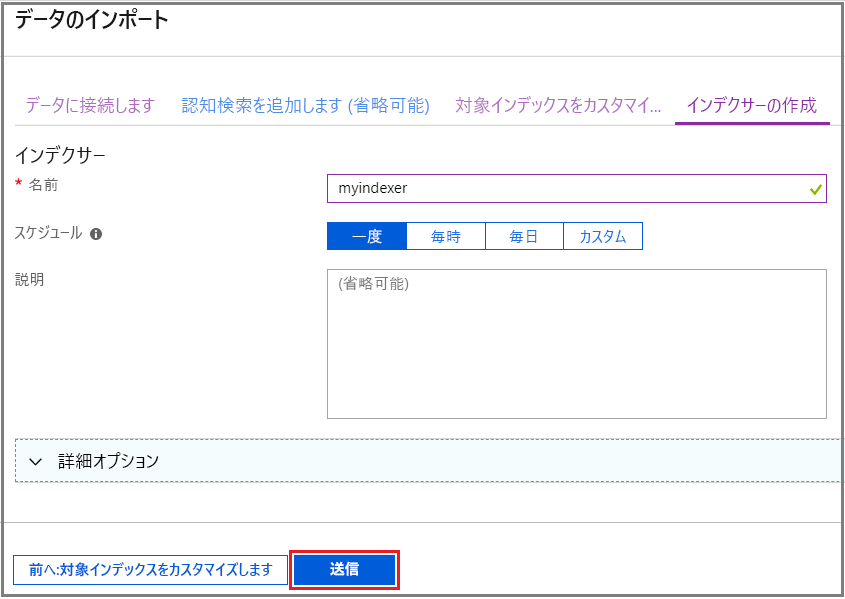 データのインポート
データに接続します 認知検索を追加します (省略可能) 対象インデックスをカスタマイ... インデクサーの作成
インデクサー
* 名前 myindexer
スケジュール 一度 毎時 毎日 カスタム
説明 (省略可能)
詳細オプション
前へ:対象インデックスをカスタマイズします 送信